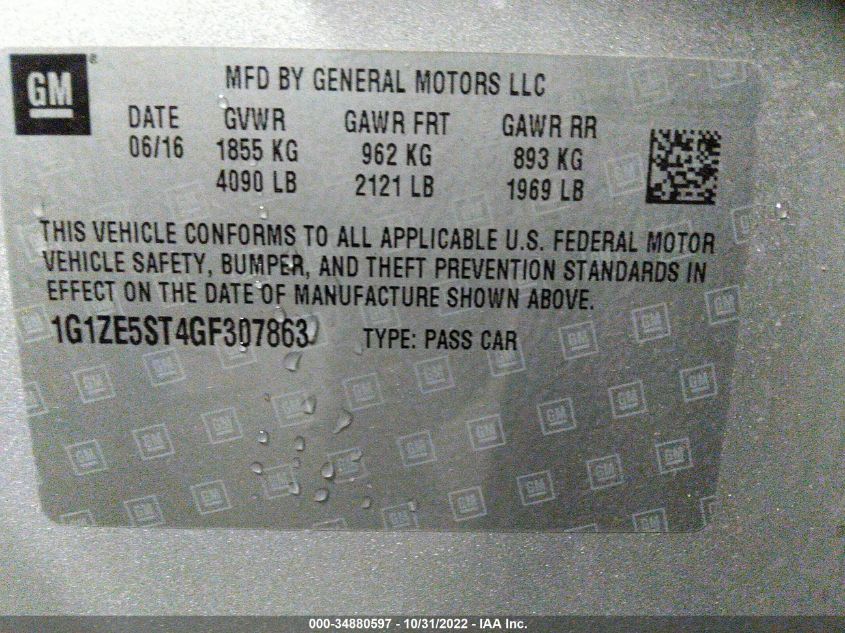 GM ®
MFD BY GENERAL MOTORS LLC
DATE GVWR GAWR FRT GAWR RR
06/16 1855 KG 962 KG 893 KG
4090 LB 2121 LB 1969 LB
THIS VEHICLE CONFORMS TO ALL APPLICABLE U.S. FEDERAL MOTOR
VEHICLE SAFETY, BUMPER, AND THEFT PREVENTION STANDARDS IN
EFFECT ON THE DATE OF MANUFACTURE SHOWN ABOVE.
1G1ZE5ST4GF307863 TYPE: PASS CAR
000-34880597 - 10/31/2022 - IAA Inc.